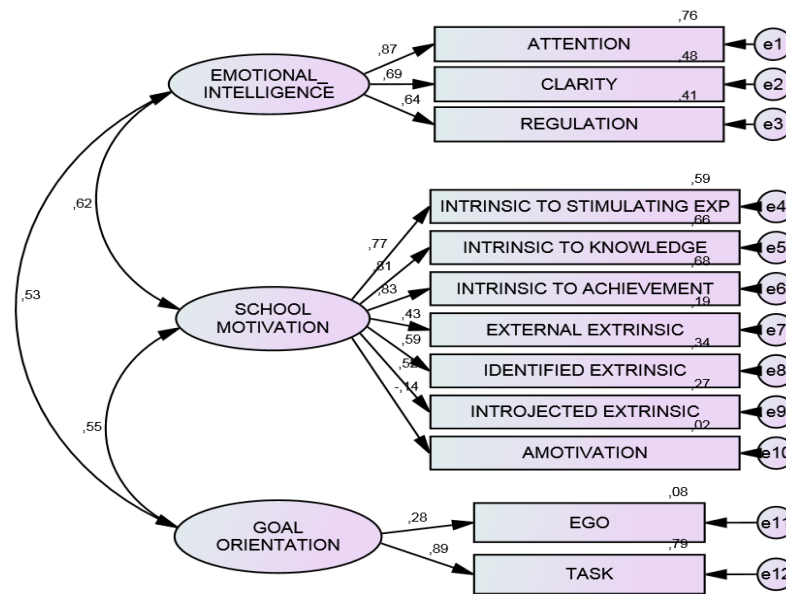 ,76
,87
ATTENTION
e1
EMOTIONAL_
INTELLIGENCE
,48
,69
CLARITY
e2
,41
,64
REGULATION
e3
,62
,53
,55
,59
,77
INTRINSIC TO STIMULATING EXP
e4
,66
,81
INTRINSIC TO KNOWLEDGE
e5
,68
,83
INTRINSIC TO ACHIEVEMENT
e6
SCHOOL
MOTIVATION
,19
,43
EXTERNAL EXTRINSIC
e7
,34
,59
IDENTIFIED EXTRINSIC
e8
,27
,52
INTROJECTED EXTRINSIC
e9
,02
-,14
AMOTIVATION
e10
,08
,28
EGO
e11
GOAL
ORIENTATION
,79
,89
TASK
e12